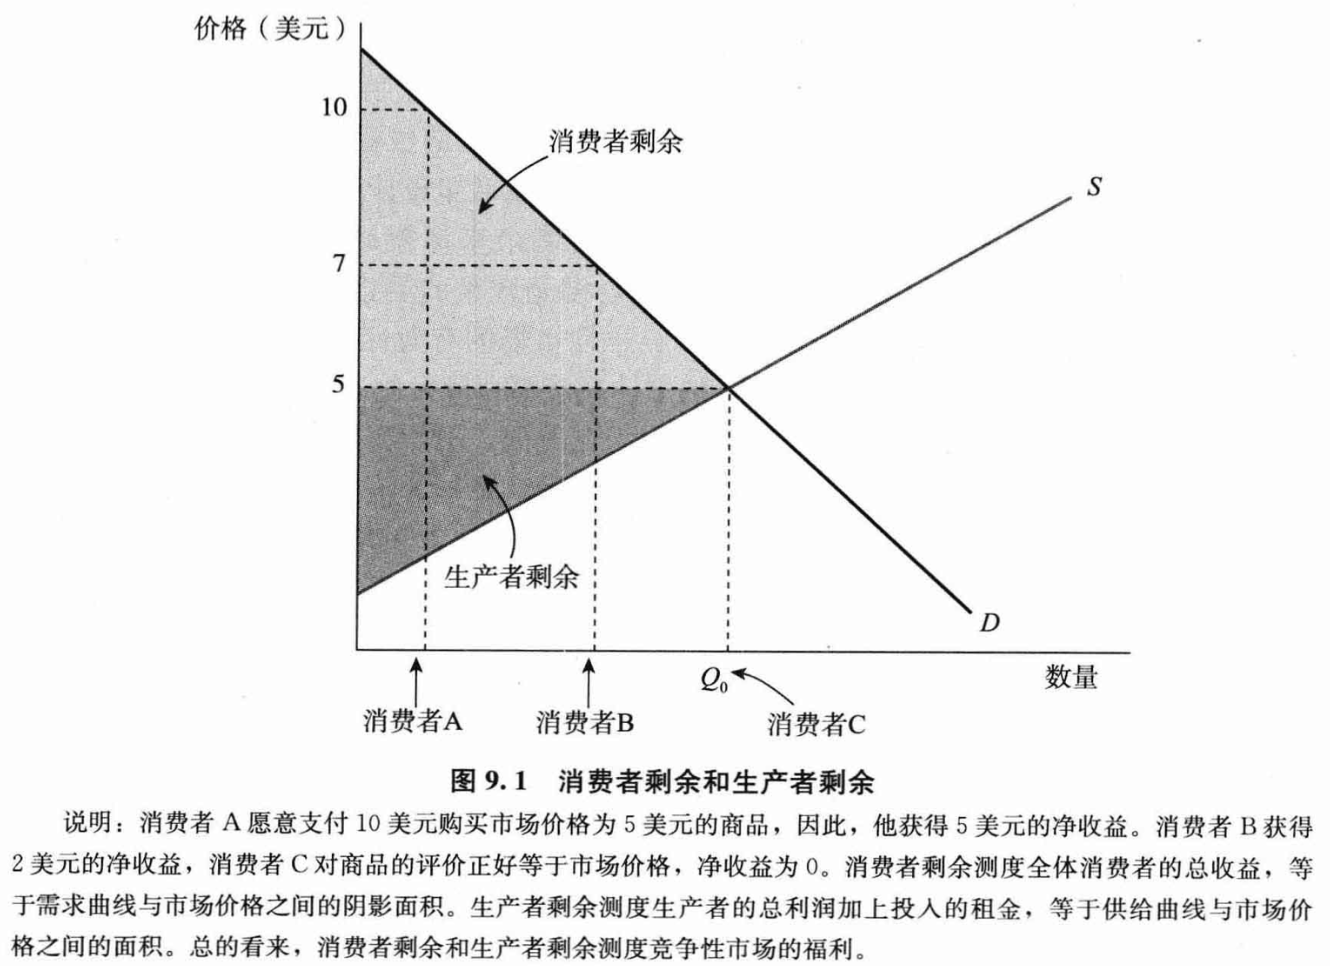 价格（美元）
10
消费者剩余
S
7
5
生产者剩余
D
Q₀
数量
消费者A
消费者B
消费者C
图 9.1 消费者剩余和生产者剩余
说明：消费者 A 愿意支付 10 美元购买市场价格为 5 美元的商品，因此，他获得 5 美元的净收益。消费者 B 获得
2 美元的净收益，消费者 C 对商品的评价正好等于市场价格，净收益为 0。消费者剩余测度全体消费者的总收益，等
于需求曲线与市场价格之间的阴影面积。生产者剩余测度生产者的总利润加上投入的租金，等于供给曲线与市场价
格之间的面积。总的看来，消费者剩余和生产者剩余测度竞争性市场的福利。